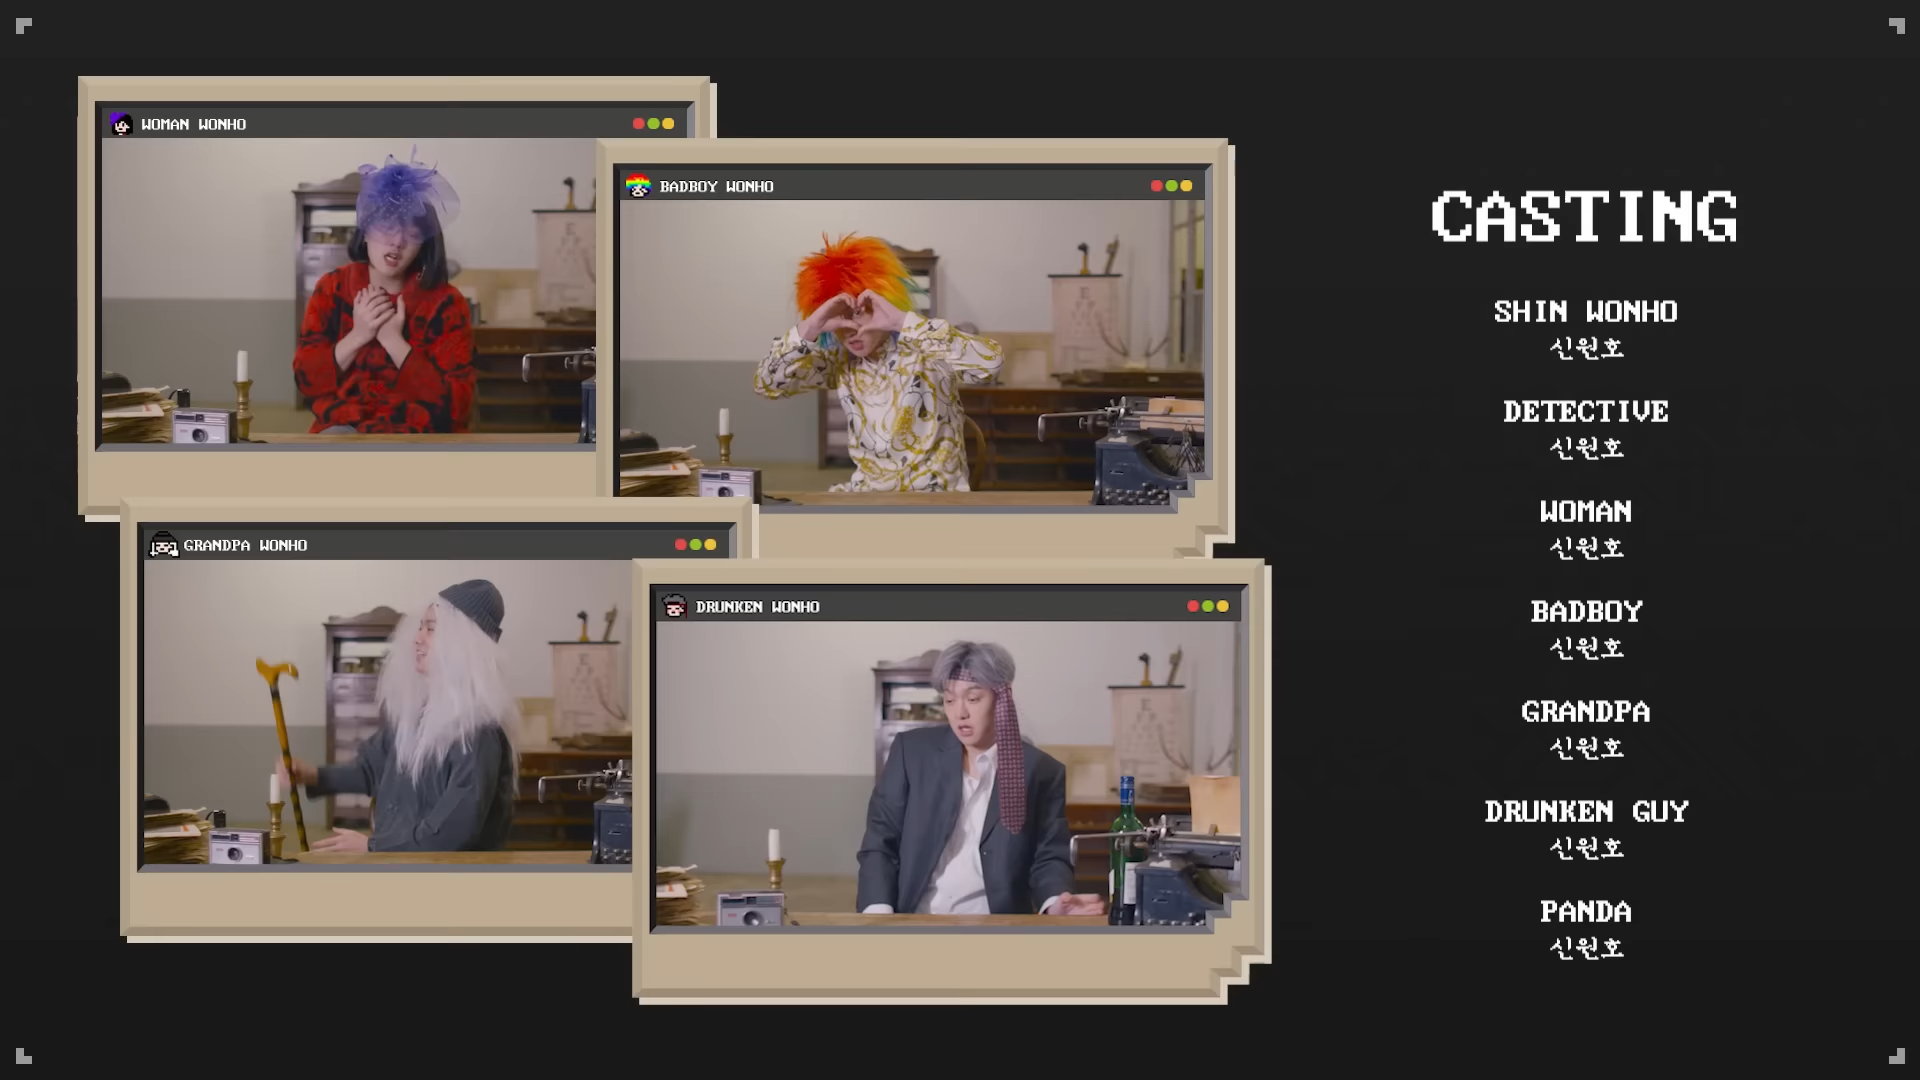 WOMAN WONHO
BADBOY WONHO
GRANDPA WONHO
DRUNKEN WONHO
CASTING
SHIN WONHO
신원호
DETECTIVE
신원호
WOMAN
신원호
BADBOY
신원호
GRANDPA
신원호
DRUNKEN GUY
신원호
PANDA
신원호